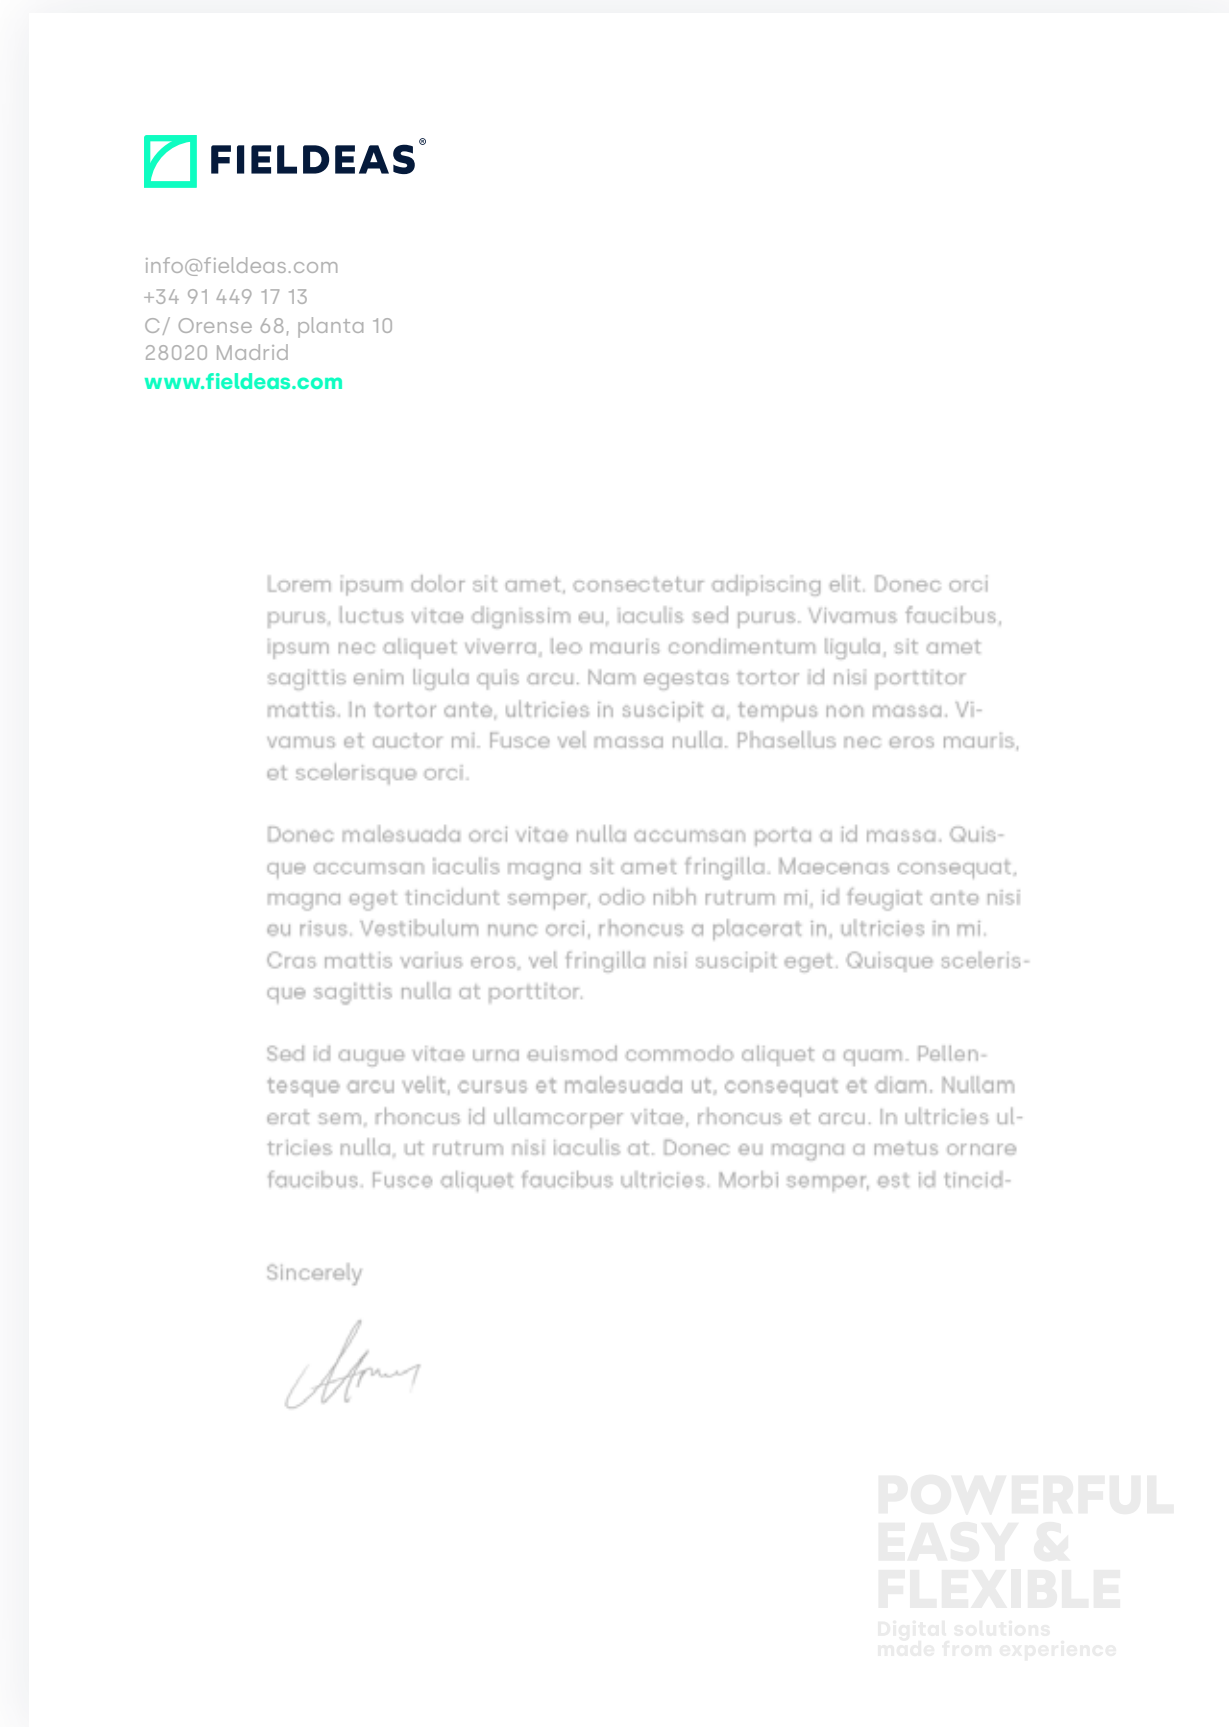 FIELDEAS®
info@fieldeas.com
+34 91 449 17 13
C/ Orense 68, planta 10
28020 Madrid
www.fieldeas.com
Lorem ipsum dolor sit amet, consectetur adipiscing elit. Donec orci
purus, luctus vitae dignissim eu, iaculis sed purus. Vivamus faucibus,
ipsum nec aliquet viverra, leo mauris condimentum ligula, sit amet
sagittis enim ligula quis arcu. Nam egestas tortor id nisi porttitor
mattis. In tortor ante, ultricies in suscipit a, tempus non massa. Vi-
vamus et auctor mi. Fusce vel massa nulla. Phasellus nec eros mauris,
et scelerisque orci.
Donec malesuada orci vitae nulla accumsan porta a id massa. Quis-
que accumsan iaculis magna sit amet fringilla. Maecenas consequat,
magna eget tincidunt semper, odio nibh rutrum mi, id feugiat ante nisi
eu risus. Vestibulum nunc orci, rhoncus a placerat in, ultricies in mi.
Cras mattis varius eros, vel fringilla nisi suscipit eget. Quisque sceleris-
que sagittis nulla at porttitor.
Sed id augue vitae urna euismod commodo aliquet a quam. Pellen-
tesque arcu velit, cursus et malesuada ut, consequat et diam. Nullam
erat sem, rhoncus id ullamcorper vitae, rhoncus et arcu. In ultricies ul-
tricies nulla, ut rutrum nisi iaculis at. Donec eu magna a metus ornare
faucibus. Fusce aliquet faucibus ultricies. Morbi semper, est id tincid-
Sincerely
POWERFUL
EASY &
FLEXIBLE
Digital solutions
made from experience